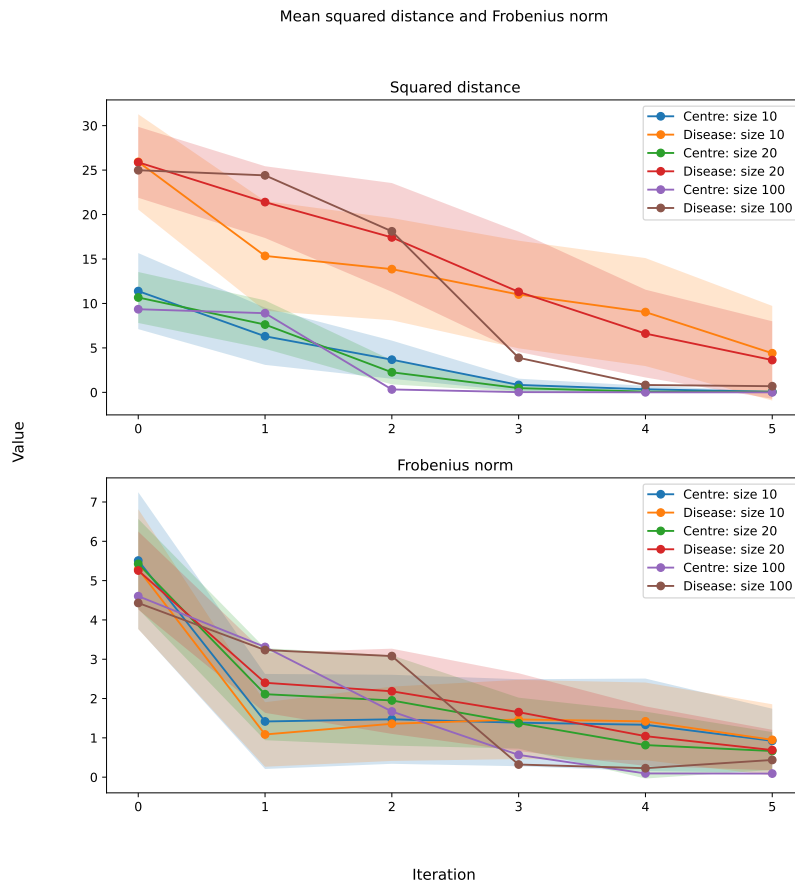 Mean squared distance and Frobenius norm
Squared distance
30
25
20
15
10
5
0
Centre: size 10
Disease: size 10
Centre: size 20
Disease: size 20
Centre: size 100
Disease: size 100
0 1 2 3 4 5
Value
Frobenius norm
7
6
5
4
3
2
1
0
Centre: size 10
Disease: size 10
Centre: size 20
Disease: size 20
Centre: size 100
Disease: size 100
0 1 2 3 4 5
Iteration